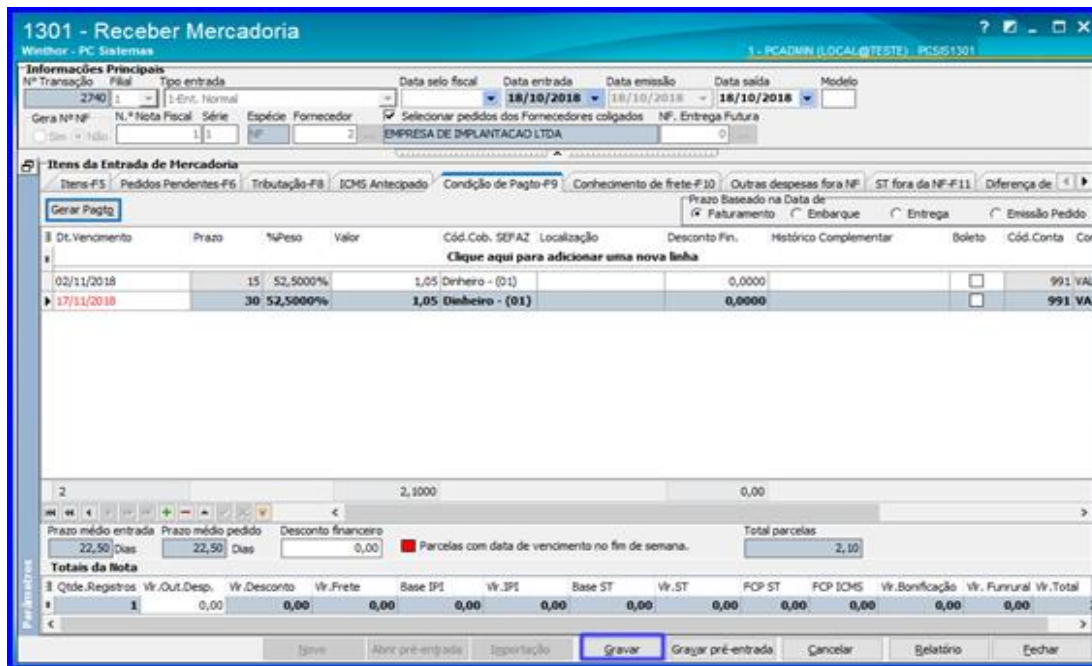 1301 - Receber Mercadoria
Winthor - PC Sistemas
1 - PCADMIN (LOCAL@TESTE) PCSIS1301
Informações Principais
Nº Transação Filial Tipo entrada Data selo fiscal Data entrada Data emissão Data saída Modelo
2740 1 1-Ent. Normal 18/10/2018 18/10/2018 18/10/2018
Gera Nº NF N.º Nota Fiscal Série Espécie Fornecedor Selecionar pedidos dos Fornecedores coligados NF. Entrega Futura
Sim Não 1 1 NF 2 EMPRESA DE IMPLANTACAO LTDA 0
Itens da Entrada de Mercadoria
Itens-F5 Pedidos Pendentes-F6 Tributação-F8 ICMS Antecipado Condição de Pagto-F9 Conhecimento de frete-F10 Outras despesas fora NF ST fora da NF-F11 Diferença de
Gerar Pagto
Prazo Baseado na Data de
Faturamento Embarque Entrega Emissão Pedido
Dt.Vencimento Prazo %Peso Valor Cód.Cob. SEFAZ Localização Desconto Fin. Histórico Complementar Boleto Cód.Conta Co
Clique aqui para adicionar uma nova linha
02/11/2018 15 52,5000% 1,05 Dinheiro - (01) 0,0000 991 VAL
17/11/2018 30 52,5000% 1,05 Dinheiro - (01) 0,0000 991 VA
2 2,1000 0,00
Prazo médio entrada Prazo médio pedido Desconto financeiro Total parcelas
22,50 Dias 22,50 Dias 0,00 Parcelas com data de vencimento no fim de semana. 2,10
Totais da Nota
Qtde.Registros Vlr.Out.Desp. Vlr.Desconto Vlr.Frete Base IPI Vlr.IPI Base ST Vlr.ST FCP ST FCP ICMS Vlr.Bonificação Vlr. Funrural Vlr.Total
1 0,00 0,00 0,00 0,00 0,00 0,00 0,00 0,00 0,00 0,00 0,00
Parâmetros
Novo Abrir pré-entrada Importação Gravar Gravar pré-entrada Cancelar Relatório Fechar